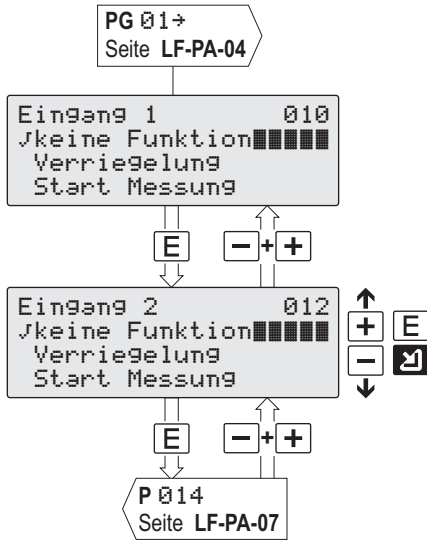 PG 01→
Seite LF-PA-04
Eingang 1 010
✓keine Funktion
Verriegelung
Start Messung
E − + +
Eingang 2 012
✓keine Funktion
Verriegelung
Start Messung
+ E
−
E − + +
P 014
Seite LF-PA-07